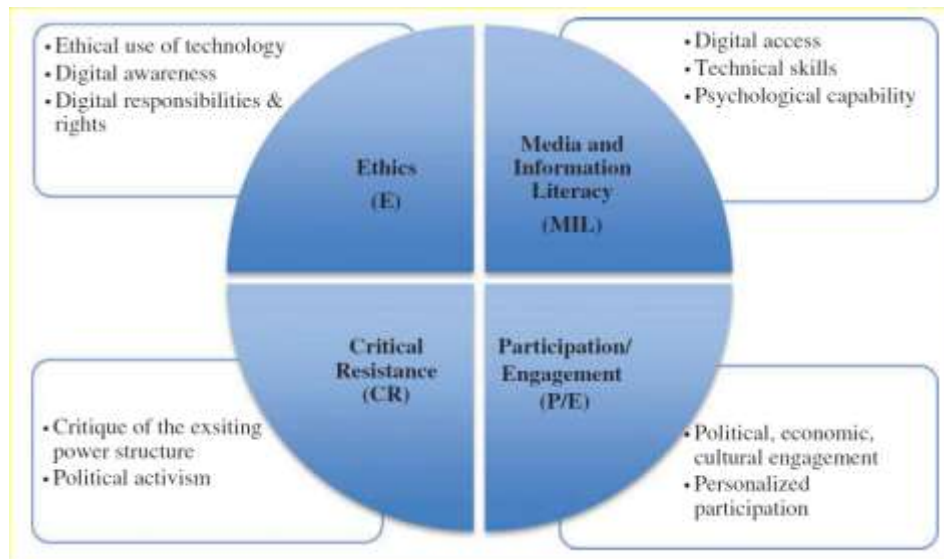 • Ethical use of technology
• Digital awareness
• Digital responsibilities &
rights
• Digital access
• Technical skills
• Psychological capability
Ethics
(E)
Media and
Information
Literacy
(MIL)
Critical
Resistance
(CR)
Participation/
Engagement
(P/E)
• Critique of the exsiting
power structure
• Political activism
• Political, economic,
cultural engagement
• Personalized
participation